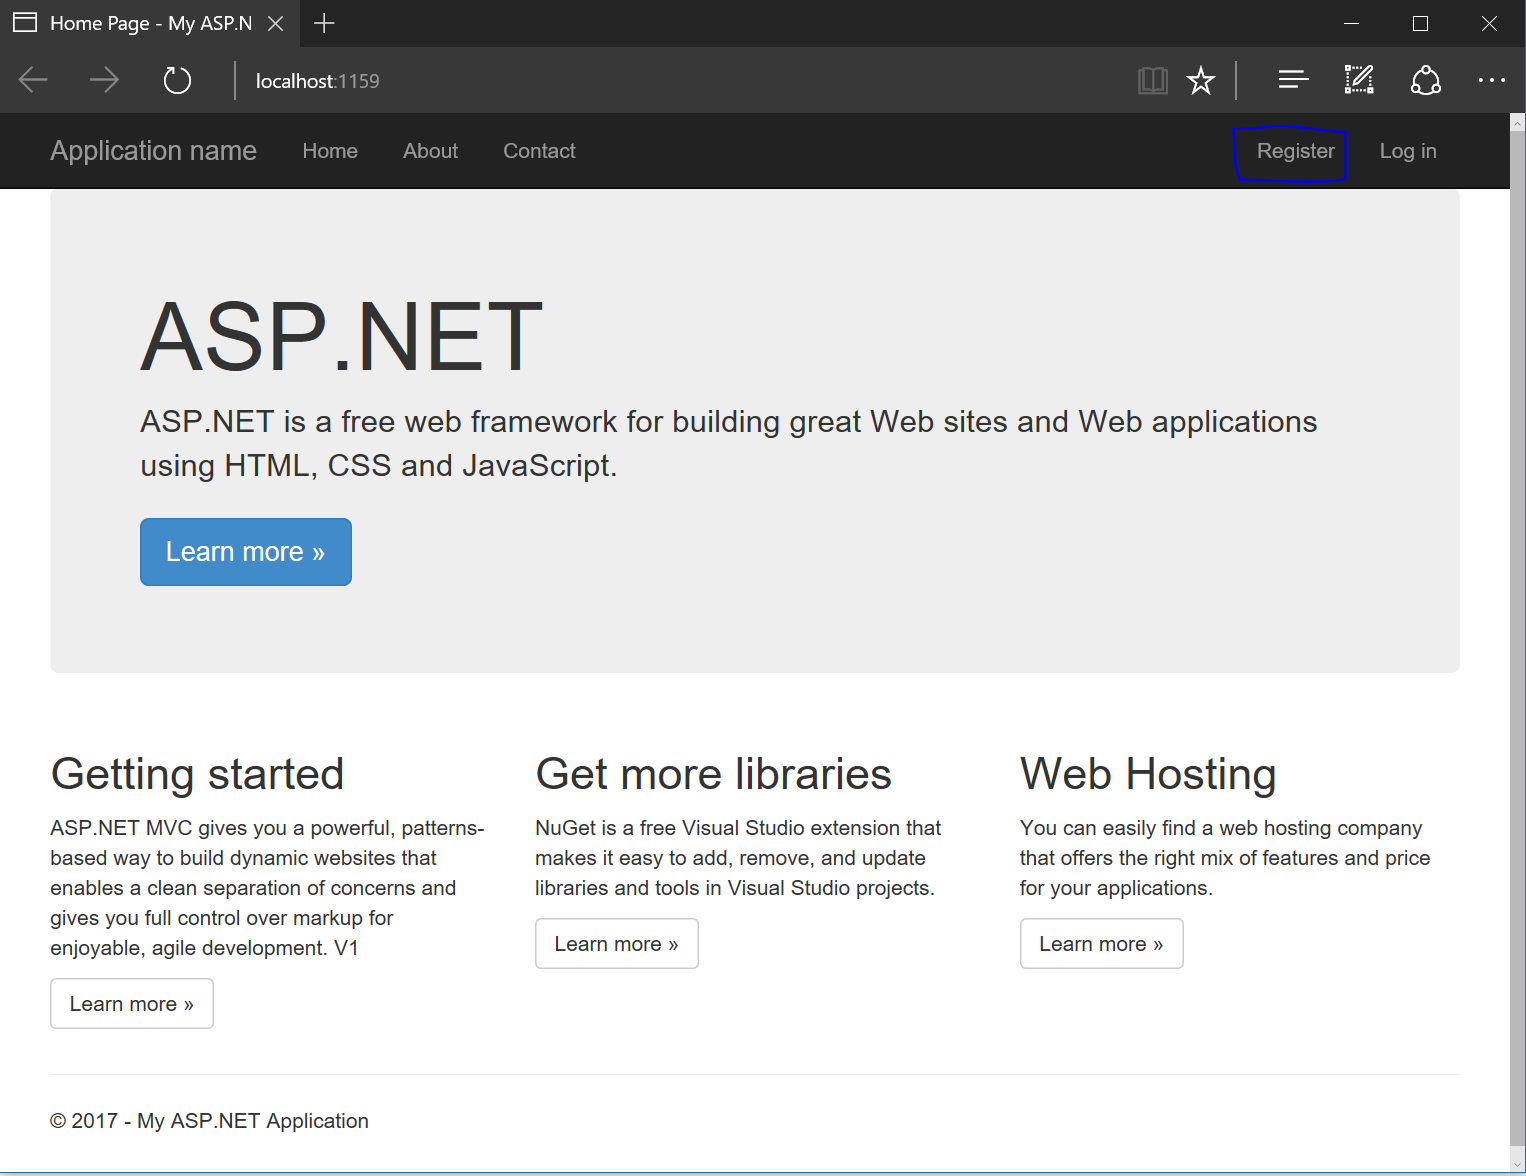 Home Page - My ASP.N
localhost:1159
Application name Home About Contact Register Log in
ASP.NET
ASP.NET is a free web framework for building great Web sites and Web applications
using HTML, CSS and JavaScript.
Learn more »
Getting started
ASP.NET MVC gives you a powerful, patterns-
based way to build dynamic websites that
enables a clean separation of concerns and
gives you full control over markup for
enjoyable, agile development. V1
Learn more »
Get more libraries
NuGet is a free Visual Studio extension that
makes it easy to add, remove, and update
libraries and tools in Visual Studio projects.
Learn more »
Web Hosting
You can easily find a web hosting company
that offers the right mix of features and price
for your applications.
Learn more »
© 2017 - My ASP.NET Application